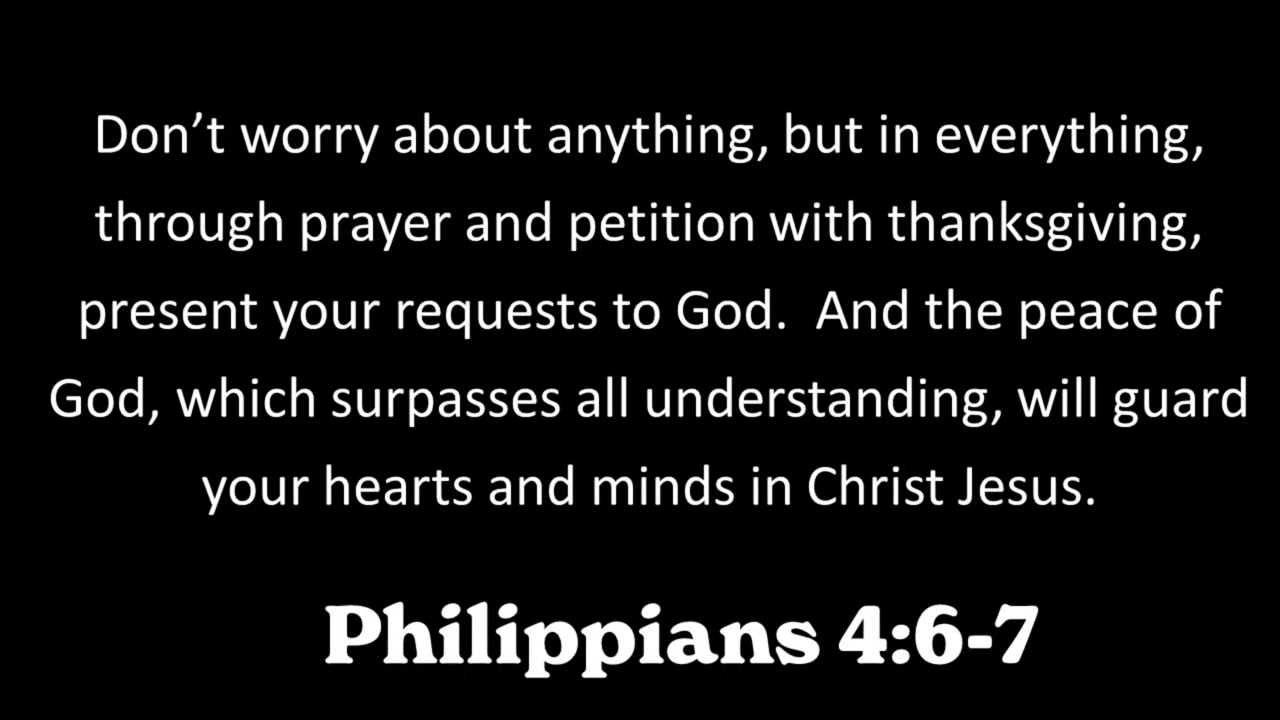 Don’t worry about anything, but in everything,
through prayer and petition with thanksgiving,
present your requests to God.  And the peace of
God, which surpasses all understanding, will guard
your hearts and minds in Christ Jesus.
Philippians 4:6-7